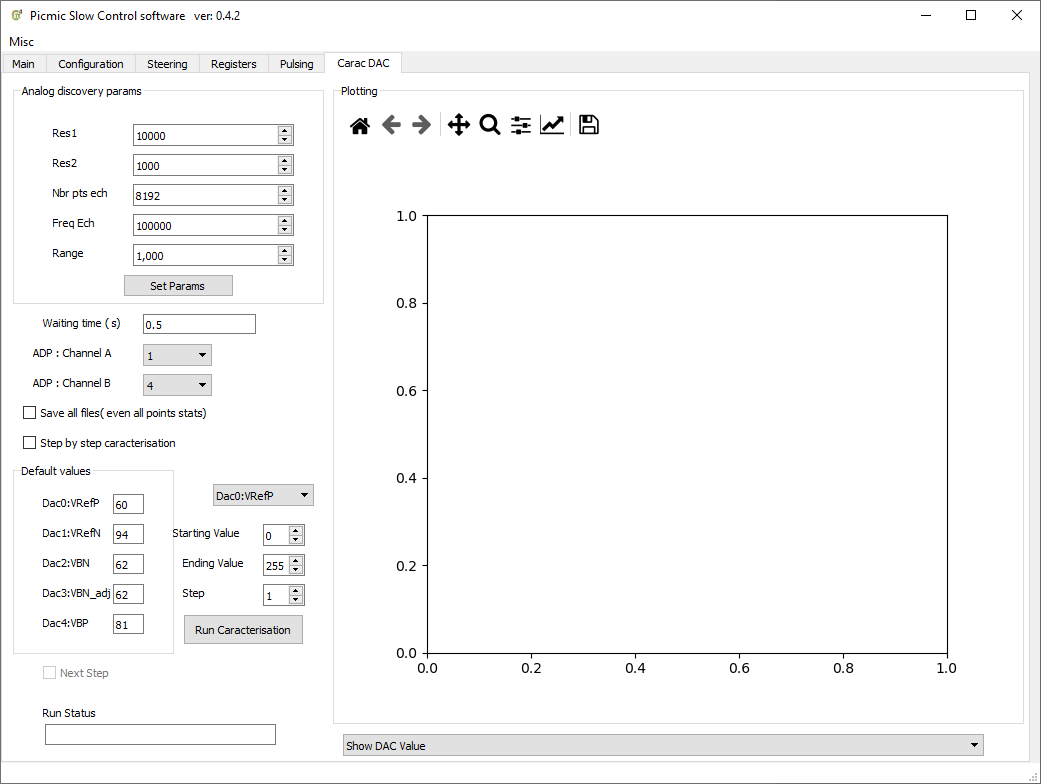 Picmic Slow Control software ver: 0.4.2
Misc
Main Configuration Steering Registers Pulsing Carac DAC
Analog discovery params
Res1 10000
Res2 1000
Nbr pts ech 8192
Freq Ech 100000
Range 1,000
Set Params
Waiting time ( s) 0.5
ADP : Channel A 1
ADP : Channel B 4
Save all files( even all points stats)
Step by step caracterisation
Default values
Dac0:VRefP 60
Dac1:VRefN 94
Dac2:VBN 62
Dac3:VBN_adj 62
Dac4:VBP 81
Dac0:VRefP
Starting Value 0
Ending Value 255
Step 1
Run Caracterisation
Next Step
Run Status
Plotting
1.0
0.8
0.6
0.4
0.2
0.0
0.0 0.2 0.4 0.6 0.8 1.0
Show DAC Value